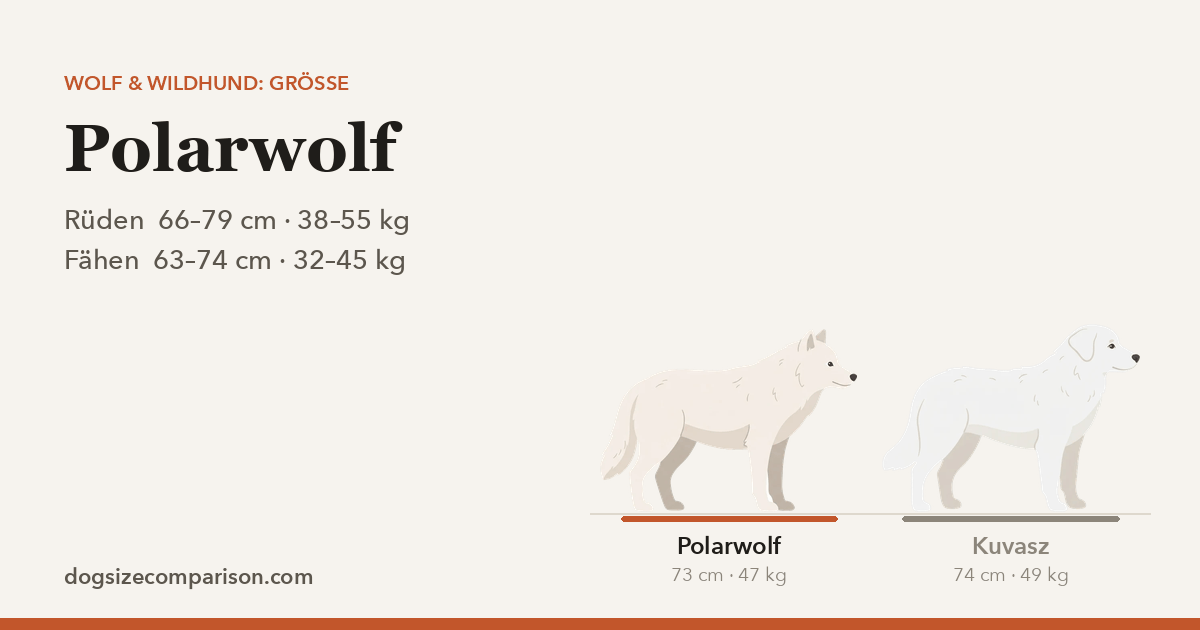 WOLF & WILDHUND: GRÖSSE
Polarwolf
Rüden 66–79 cm · 38–55 kg
Fähen 63–74 cm · 32–45 kg
Polarwolf
73 cm · 47 kg
Kuvasz
74 cm · 49 kg
dogsizecomparison.com